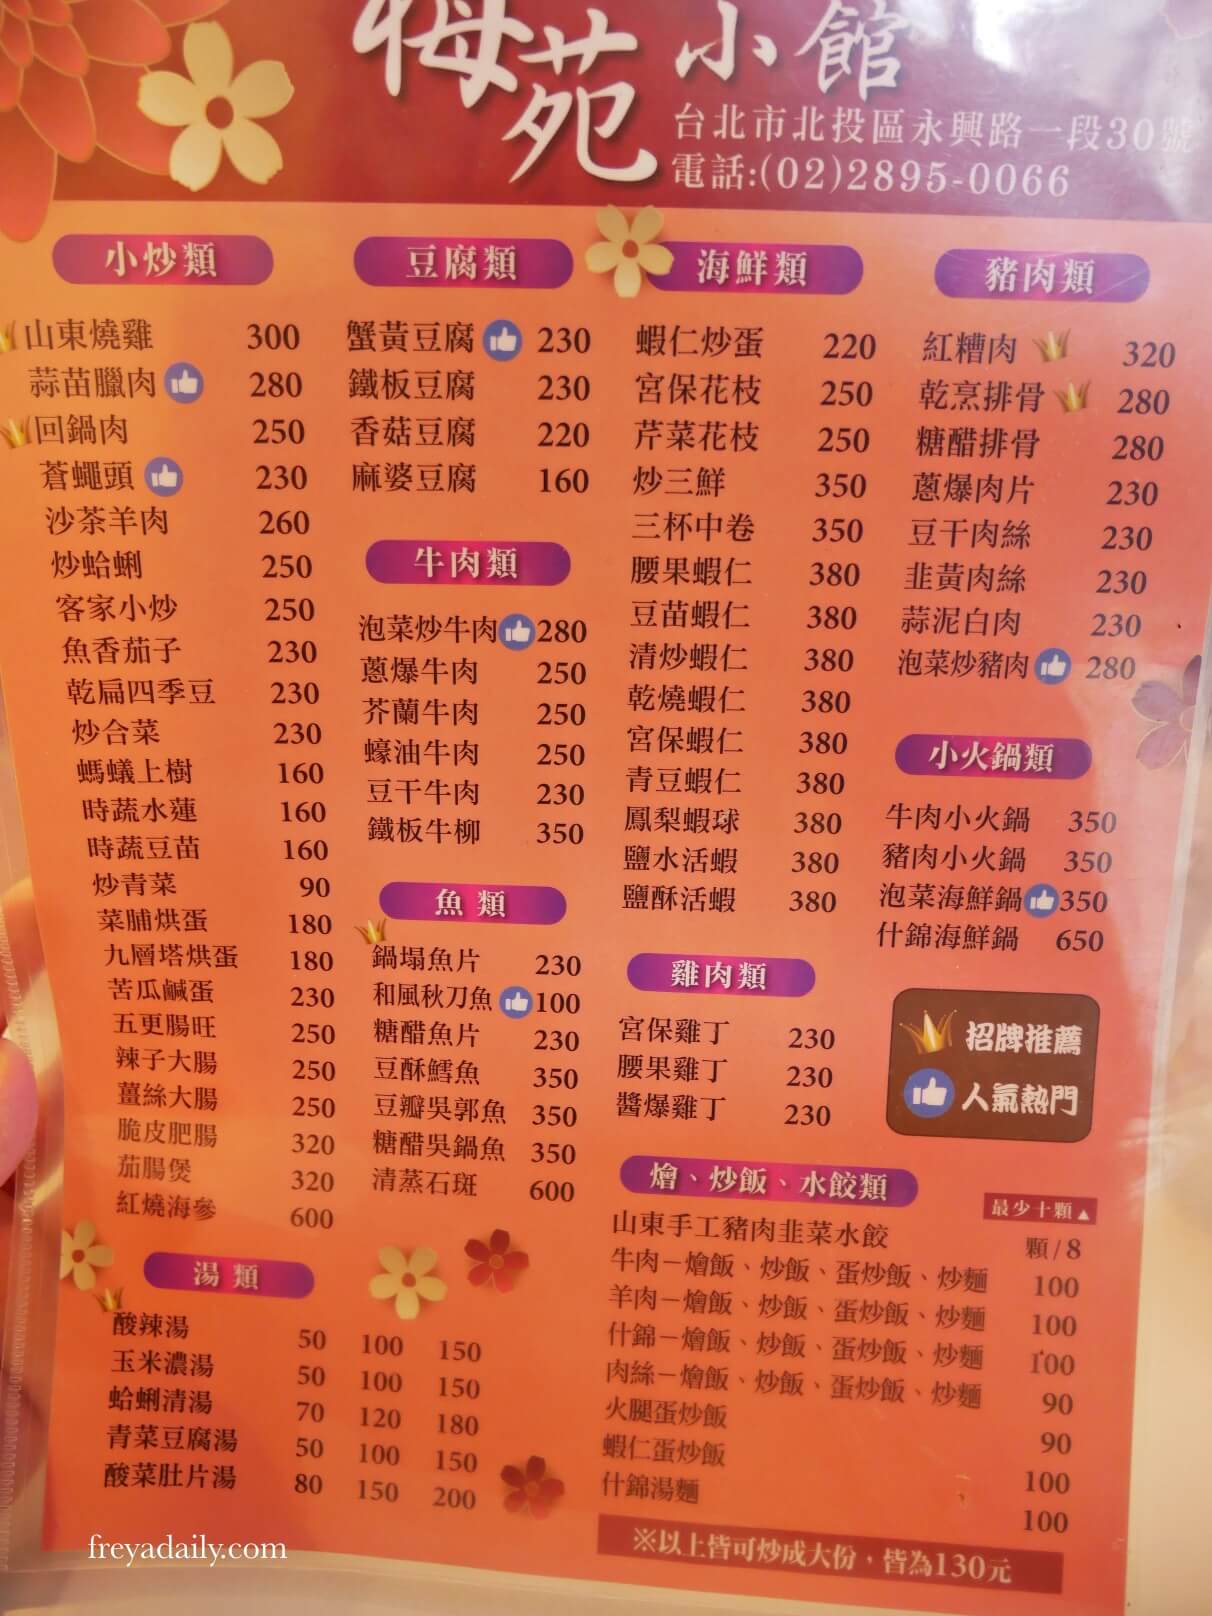 梅苑小館
台北市北投區永興路一段30號
電話:(02)2895-0066
小炒類
山東燒雞 300
蒜苗臘肉 280
回鍋肉 250
蒼蠅頭 230
沙茶羊肉 260
炒蛤蜊 250
客家小炒 250
魚香茄子 230
乾扁四季豆 230
炒合菜 230
螞蟻上樹 160
時蔬水蓮 160
時蔬豆苗 160
炒青菜 90
菜脯烘蛋 180
九層塔烘蛋 180
苦瓜鹹蛋 230
五更腸旺 250
辣子大腸 250
薑絲大腸 250
脆皮肥腸 320
茄腸煲 320
紅燒海參 600
湯類
酸辣湯 50 100 150
玉米濃湯 50 100 150
蛤蜊清湯 70 120 180
青菜豆腐湯 50 100 150
酸菜肚片湯 80 150 200
豆腐類
蟹黃豆腐 230
鐵板豆腐 230
香菇豆腐 220
麻婆豆腐 160
牛肉類
泡菜炒牛肉 280
蔥爆牛肉 250
芥蘭牛肉 250
蠔油牛肉 250
豆干牛肉 230
鐵板牛柳 350
魚類
鍋塌魚片 230
和風秋刀魚 100
糖醋魚片 230
豆酥鱈魚 350
豆瓣吳郭魚 350
糖醋吳鍋魚 350
清蒸石斑 600
海鮮類
蝦仁炒蛋 220
宮保花枝 250
芹菜花枝 250
炒三鮮 350
三杯中卷 350
腰果蝦仁 380
豆苗蝦仁 380
清炒蝦仁 380
乾燒蝦仁 380
宮保蝦仁 380
青豆蝦仁 380
鳳梨蝦球 380
鹽水活蝦 380
鹽酥活蝦 380
雞肉類
宮保雞丁 230
腰果雞丁 230
醬爆雞丁 230
豬肉類
紅糟肉 320
乾烹排骨 280
糖醋排骨 280
蔥爆肉片 230
豆干肉絲 230
韭黃肉絲 230
蒜泥白肉 230
泡菜炒豬肉 280
小火鍋類
牛肉小火鍋 350
豬肉小火鍋 350
泡菜海鮮鍋 350
什錦海鮮鍋 650
招牌推薦
人氣熱門
燴、炒飯、水餃類
最少十顆▲
山東手工豬肉韭菜水餃 顆/8
牛肉－燴飯、炒飯、蛋炒飯、炒麵 100
羊肉－燴飯、炒飯、蛋炒飯、炒麵 100
什錦－燴飯、炒飯、蛋炒飯、炒麵 100
肉絲－燴飯、炒飯、蛋炒飯、炒麵 90
火腿蛋炒飯 90
蝦仁蛋炒飯 100
什錦湯麵 100
※以上皆可炒成大份，皆為130元
freyadaily.com